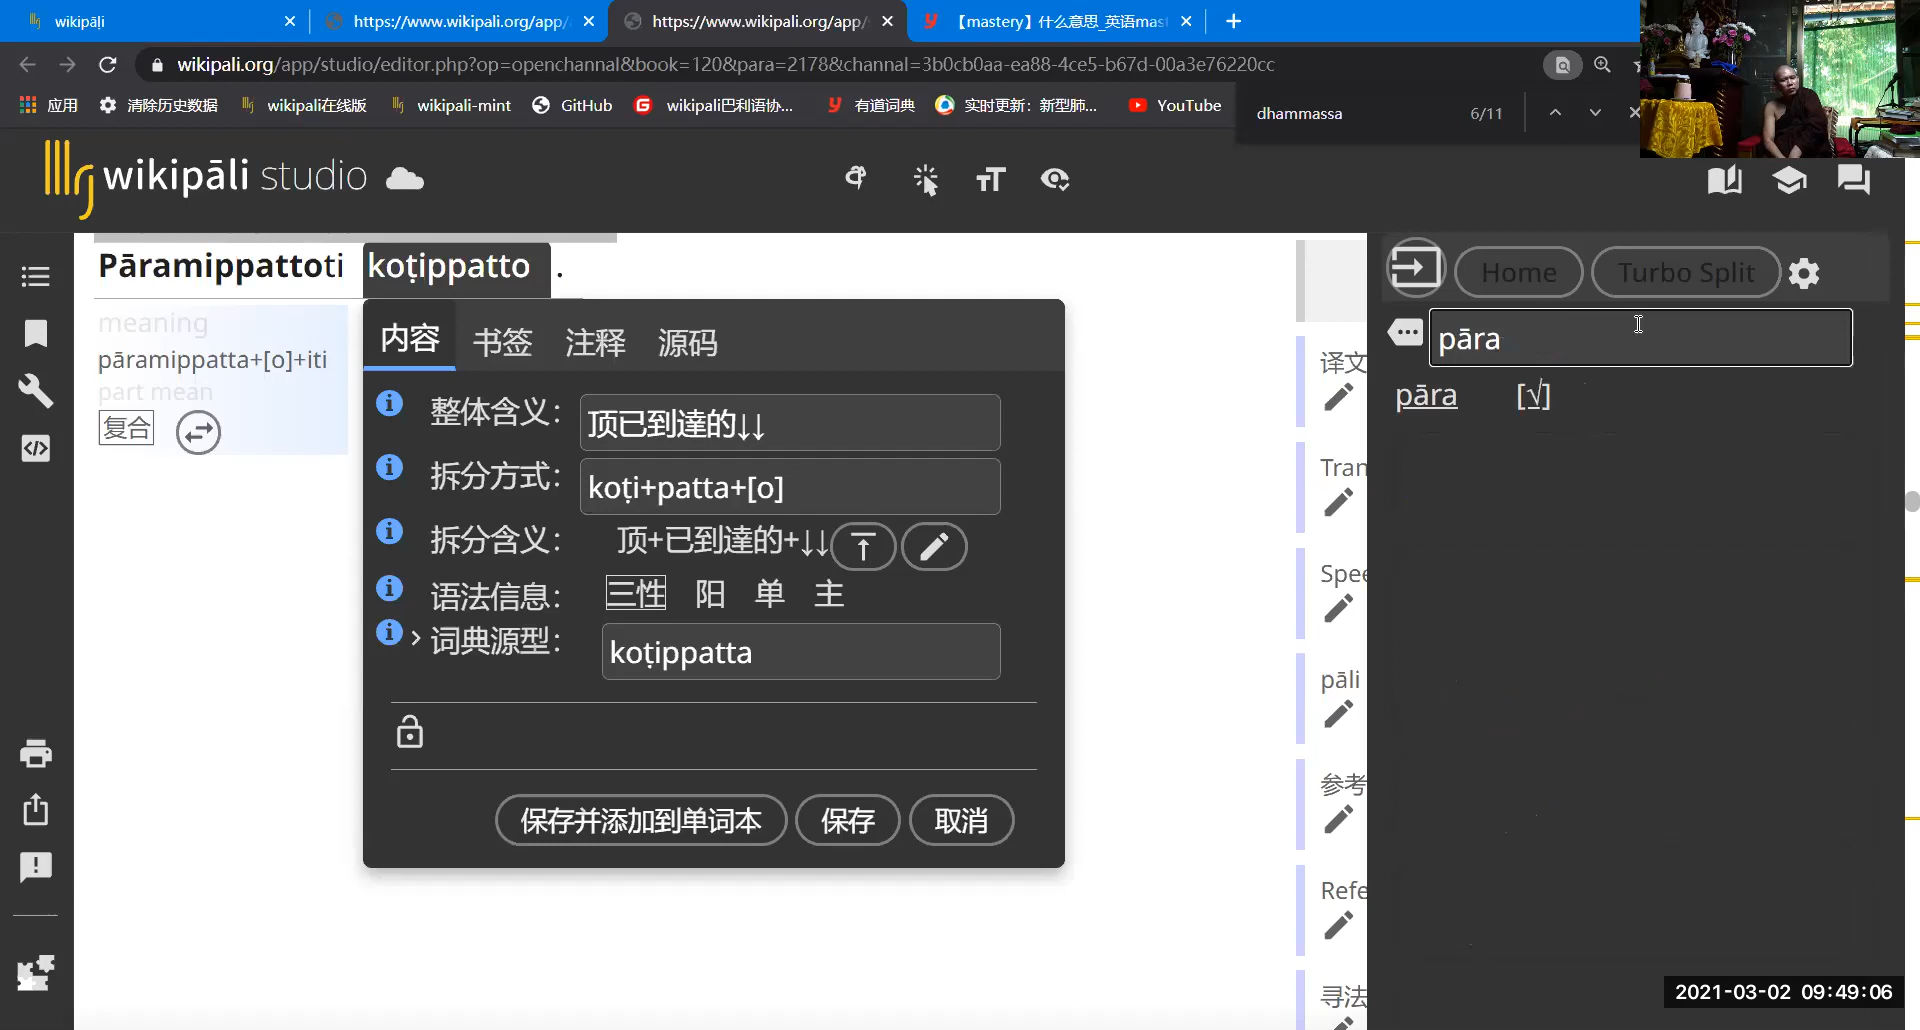 wikipāḷi
https://www.wikipali.org/app/
https://www.wikipali.org/app/
【mastery】什么意思_英语mas
wikipali.org/app/studio/editor.php?op=openchannal&book=120&para=2178&channal=3b0cb0aa-ea88-4ce5-b67d-00a3e76220cc
应用
清除历史数据
wikipali在线版
wikipali-mint
GitHub
wikipali巴利语协...
有道词典
实时更新：新型肺...
YouTube
dhammassa
6/11
wikipāli studio
Pāramippattoti koṭippatto .
Home
Turbo Split
meaning
pāramippatta+[o]+iti
part mean
复合
内容 书签 注释 源码
整体含义： 顶已到達的↓↓
拆分方式： koṭi+patta+[o]
拆分含义： 顶+已到達的+↓↓
语法信息： 三性 阳 单 主
词典源型： koṭippatta
保存并添加到单词本 保存 取消
译文
Tran
Spee
pāli
参考
Refe
寻法
pāra
pāra [√]
2021-03-02 09:49:06